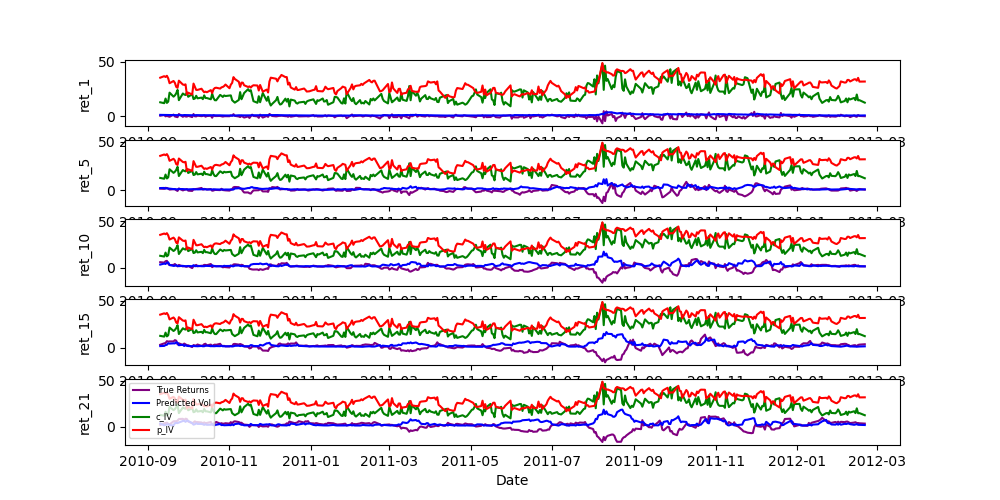 50
0
ret_1
50
0
ret_5
50
0
ret_10
50
0
ret_15
50
0
ret_21
True Returns
Predicted Vol
c_IV
p_IV
2010-09 2010-11 2011-01 2011-03 2011-05 2011-07 2011-09 2011-11 2012-01 2012-03
Date